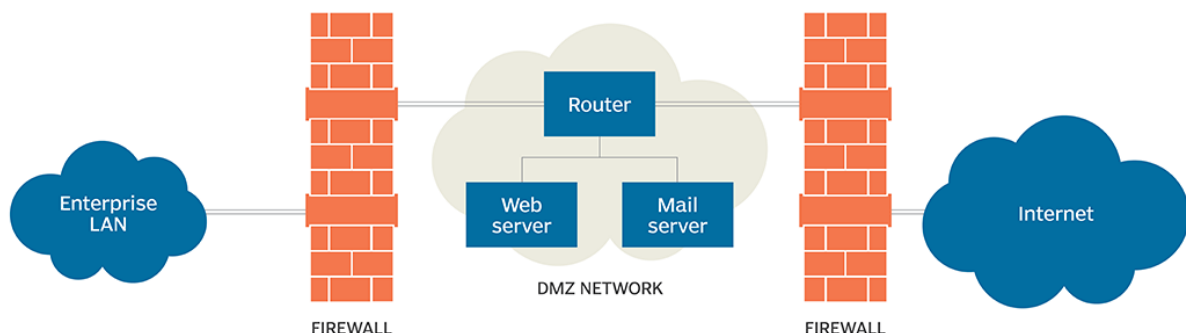 Router
Enterprise
LAN
Web
server
Mail
server
Internet
DMZ NETWORK
FIREWALL
FIREWALL